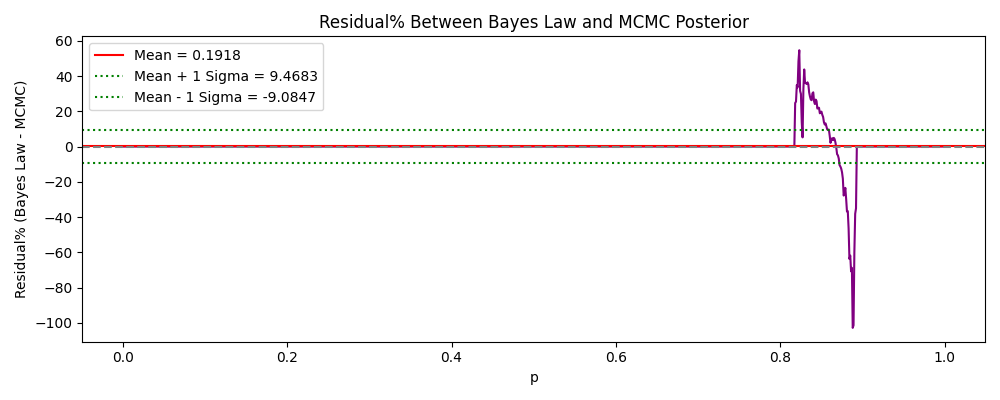 Residual% Between Bayes Law and MCMC Posterior
Mean = 0.1918
Mean + 1 Sigma = 9.4683
Mean - 1 Sigma = -9.0847
Residual% (Bayes Law - MCMC)
60
40
20
0
−20
−40
−60
−80
−100
0.0 0.2 0.4 0.6 0.8 1.0
p